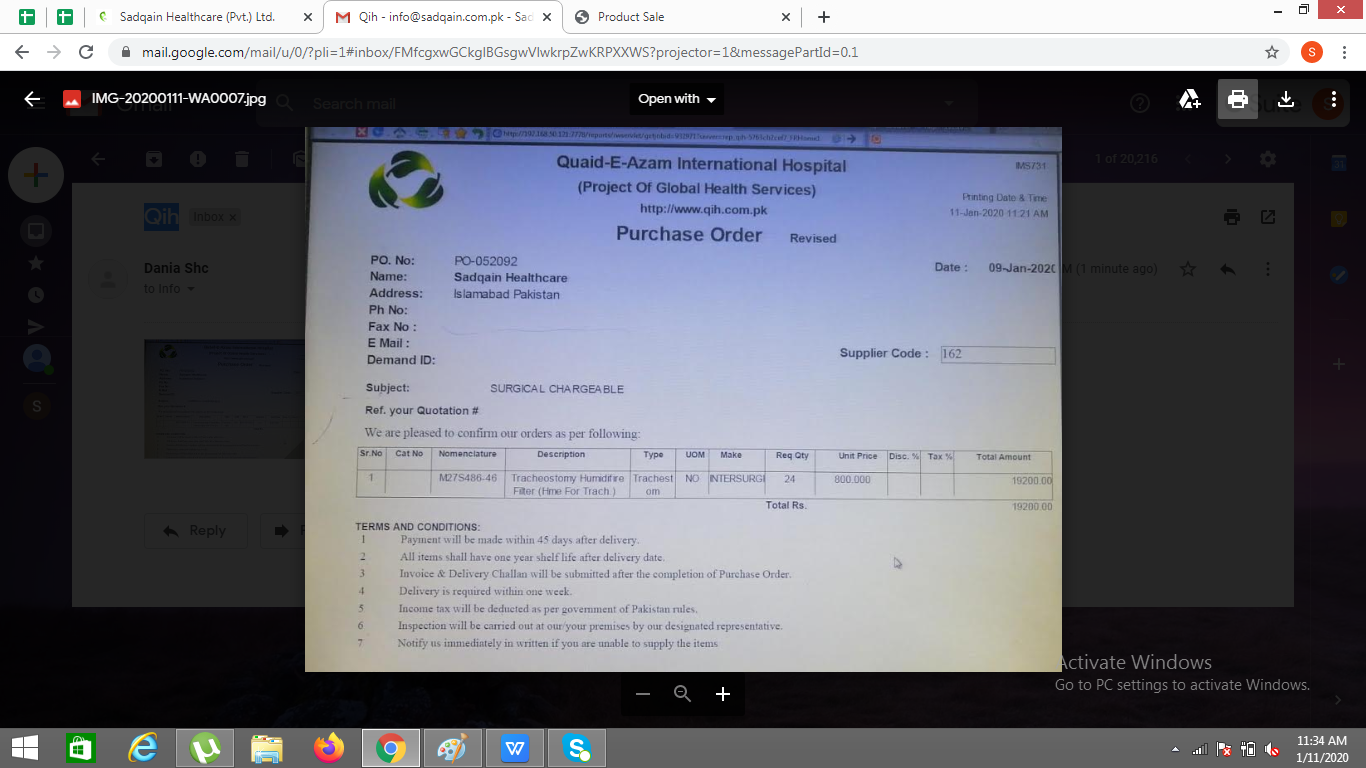 Sadqain Healthcare (Pvt.) Ltd.
Qih - info@sadqain.com.pk - Sad
Product Sale
mail.google.com/mail/u/0/?pli=1#inbox/FMfcgxwGCkglBGsgwVlwkrpZwKRPXXWS?projector=1&messagePartId=0.1
S
IMG-20200111-WA0007.jpg
Search mail
Open with
1 of 20,216
Quaid-E-Azam International Hospital
IMS731
(Project Of Global Health Services)
Printing Date & Time
http://www.qih.com.pk
11-Jan-2020 11:21 AM
Purchase Order Revised
Qih
Inbox x
PO. No: PO-052092
Date : 09-Jan-202
Name: Sadqain Healthcare
Address: Islamabad Pakistan
Ph No:
Fax No :
E Mail :
Demand ID:
Supplier Code : 162
Dania Shc
(1 minute ago)
to Info
Subject: SURGICAL CHARGEABLE
Ref. your Quotation #
We are pleased to confirm our orders as per following:
Sr.No Cat No Nomenclature Description Type UOM Make Req.Qty Unit Price Disc. % Tax % Total Amount
1 M27S486-46 Tracheostomy Humidifire Trachest NO INTERSURGI 24 800.000 19200.00
Filter (Hme For Trach ) om
Total Rs. 19200.00
TERMS AND CONDITIONS:
1 Payment will be made within 45 days after delivery.
2 All items shall have one year shelf life after delivery date.
3 Invoice & Delivery Challan will be submitted after the completion of Purchase Order.
4 Delivery is required within one week.
5 Income tax will be deducted as per government of Pakistan rules.
6 Inspection will be carried out at our/your premises by our designated representative.
7 Notify us immediately in written if you are unable to supply the items
S
Reply
Activate Windows
Go to PC settings to activate Windows.
11:34 AM
1/11/2020